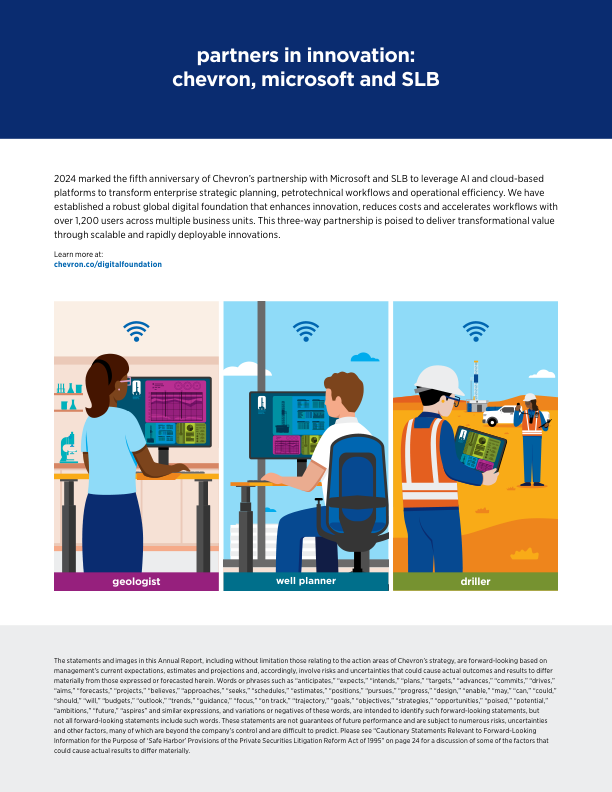 partners in innovation:
chevron, microsoft and SLB
2024 marked the fifth anniversary of Chevron's partnership with Microsoft and SLB to leverage AI and cloud-based
platforms to transform enterprise strategic planning, petrotechnical workflows and operational efficiency. We have
established a robust global digital foundation that enhances innovation, reduces costs and accelerates workflows with
over 1,200 users across multiple business units. This three-way partnership is poised to deliver transformational value
through scalable and rapidly deployable innovations.
Learn more at:
chevron.co/digitalfoundation
geologist
well planner
driller
The statements and images in this Annual Report, including without limitation those relating to the action areas of Chevron's strategy, are forward-looking based on
management's current expectations, estimates and projections and, accordingly, involve risks and uncertainties that could cause actual outcomes and results to differ
materially from those expressed or forecasted herein. Words or phrases such as “anticipates,” “expects,” “intends,” “plans,” “targets,” “advances,” “commits,” “drives,”
“aims,” “forecasts,” “projects,” “believes,” “approaches,” “seeks,” “schedules,” “estimates,” “positions,” “pursues,” “progress,” “design,” “enable,” “may,” “can,” “could,”
“should,” “will,” “budgets,” “outlook,” “trends,” “guidance,” “focus,” “on track,” “trajectory,” “goals,” “objectives,” “strategies,” “opportunities,” “poised,” “potential,”
“ambitions,” “future,” “aspires” and similar expressions, and variations or negatives of these words, are intended to identify such forward-looking statements, but
not all forward-looking statements include such words. These statements are not guarantees of future performance and are subject to numerous risks, uncertainties
and other factors, many of which are beyond the company's control and are difficult to predict. Please see “Cautionary Statements Relevant to Forward-Looking
Information for the Purpose of ‘Safe Harbor’ Provisions of the Private Securities Litigation Reform Act of 1995” on page 24 for a discussion of some of the factors that
could cause actual results to differ materially.